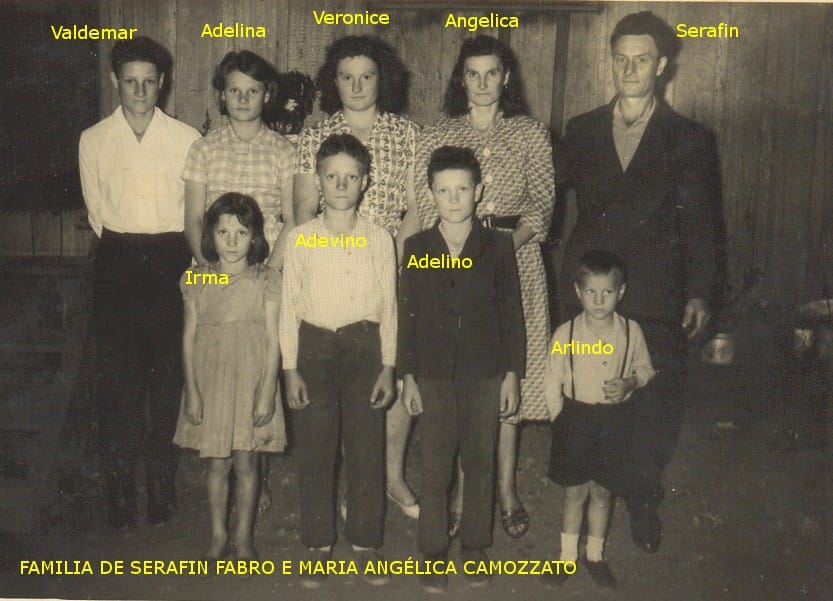 Valdemar
Adelina
Veronice
Angelica
Serafin
Irma
Adevino
Adelino
Arlindo
FAMILIA DE SERAFIN FABRO E MARIA ANGÉLICA CAMOZZATO